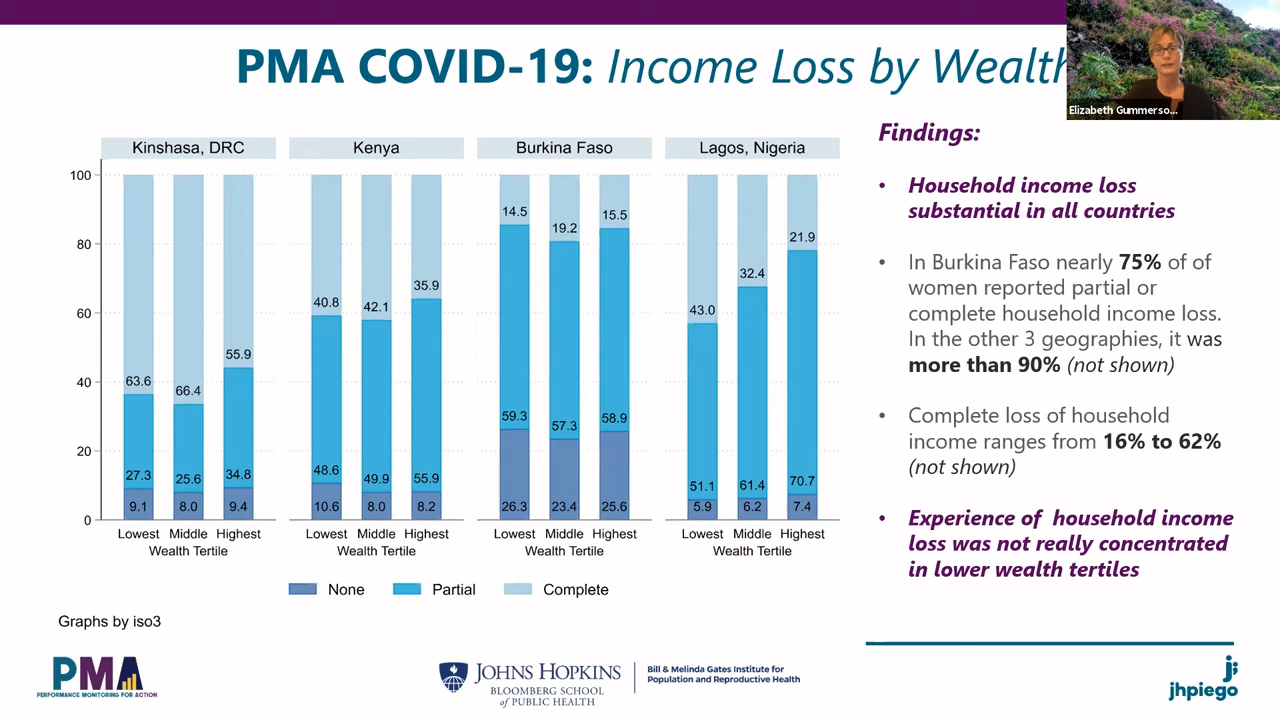 PMA COVID-19: Income Loss by Wealth
Elizabeth Gummerso...
Kinshasa, DRC
Kenya
Burkina Faso
Lagos, Nigeria
100
80
60
40
20
0
63.6
66.4
55.9
27.3
25.6
34.8
9.1
8.0
9.4
40.8
42.1
35.9
48.6
49.9
55.9
10.6
8.0
8.2
14.5
19.2
15.5
59.3
57.3
58.9
26.3
23.4
25.6
43.0
32.4
21.9
51.1
61.4
70.7
5.9
6.2
7.4
Lowest Middle Highest
Wealth Tertile
Lowest Middle Highest
Wealth Tertile
Lowest Middle Highest
Wealth Tertile
Lowest Middle Highest
Wealth Tertile
None Partial Complete
Graphs by iso3
Findings:
• Household income loss
substantial in all countries
• In Burkina Faso nearly 75% of of
women reported partial or
complete household income loss.
In the other 3 geographies, it was
more than 90% (not shown)
• Complete loss of household
income ranges from 16% to 62%
(not shown)
• Experience of household income
loss was not really concentrated
in lower wealth tertiles
PMA
PERFORMANCE MONITORING FOR ACTION
JOHNS HOPKINS
BLOOMBERG SCHOOL
of PUBLIC HEALTH
Bill & Melinda Gates Institute for
Population and Reproductive Health
jhpiego